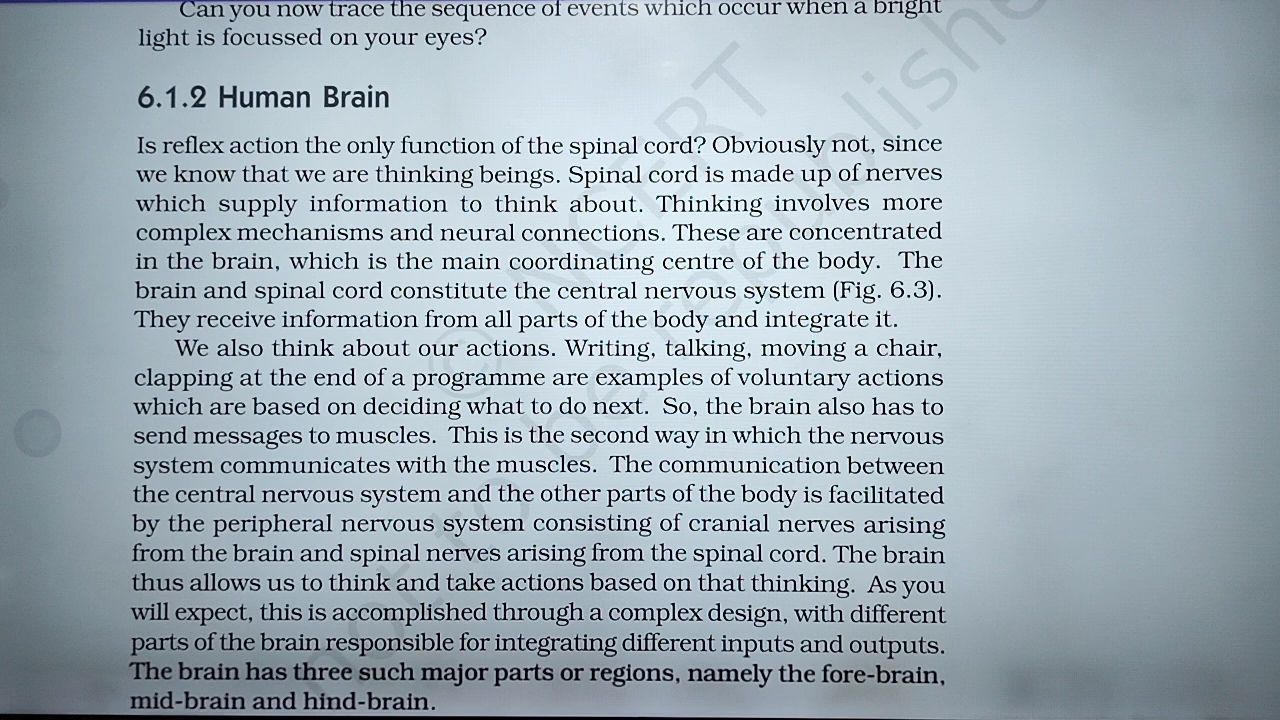 Can you now trace the sequence of events which occur when a bright
light is focussed on your eyes?
6.1.2 Human Brain
Is reflex action the only function of the spinal cord? Obviously not, since
we know that we are thinking beings. Spinal cord is made up of nerves
which supply information to think about. Thinking involves more
complex mechanisms and neural connections. These are concentrated
in the brain, which is the main coordinating centre of the body. The
brain and spinal cord constitute the central nervous system (Fig. 6.3).
They receive information from all parts of the body and integrate it.
We also think about our actions. Writing, talking, moving a chair,
clapping at the end of a programme are examples of voluntary actions
which are based on deciding what to do next. So, the brain also has to
send messages to muscles. This is the second way in which the nervous
system communicates with the muscles. The communication between
the central nervous system and the other parts of the body is facilitated
by the peripheral nervous system consisting of cranial nerves arising
from the brain and spinal nerves arising from the spinal cord. The brain
thus allows us to think and take actions based on that thinking. As you
will expect, this is accomplished through a complex design, with different
parts of the brain responsible for integrating different inputs and outputs.
The brain has three such major parts or regions, namely the fore-brain,
mid-brain and hind-brain.
© NCERT
not to be republishe